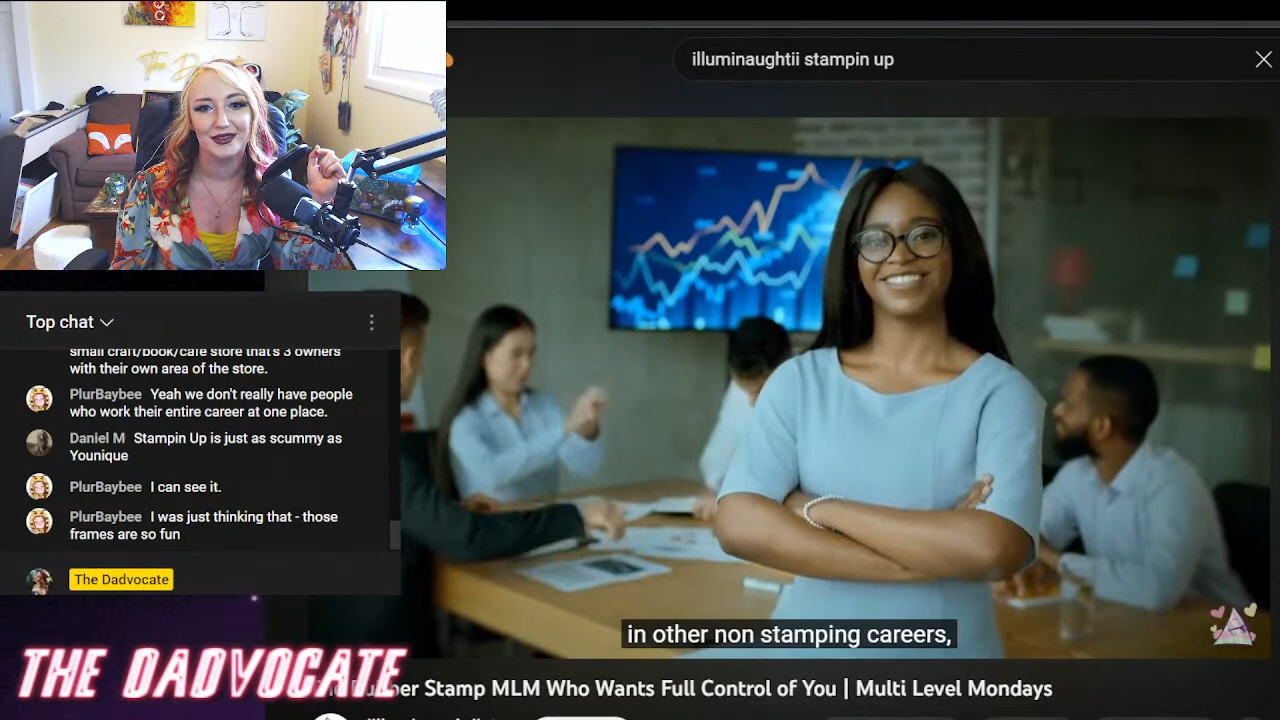 The D
illuminaughtii stampin up
Top chat
small craft/book/cafe store that's 3 owners
with their own area of the store.
PlurBaybee Yeah we don't really have people
who work their entire career at one place.
Daniel M Stampin Up is just as scummy as
Younique
PlurBaybee I can see it.
PlurBaybee I was just thinking that - those
frames are so fun
The Dadvocate
in other non stamping careers,
THE DADVOCATE
Stamp MLM Who Wants Full Control of You | Multi Level Mondays